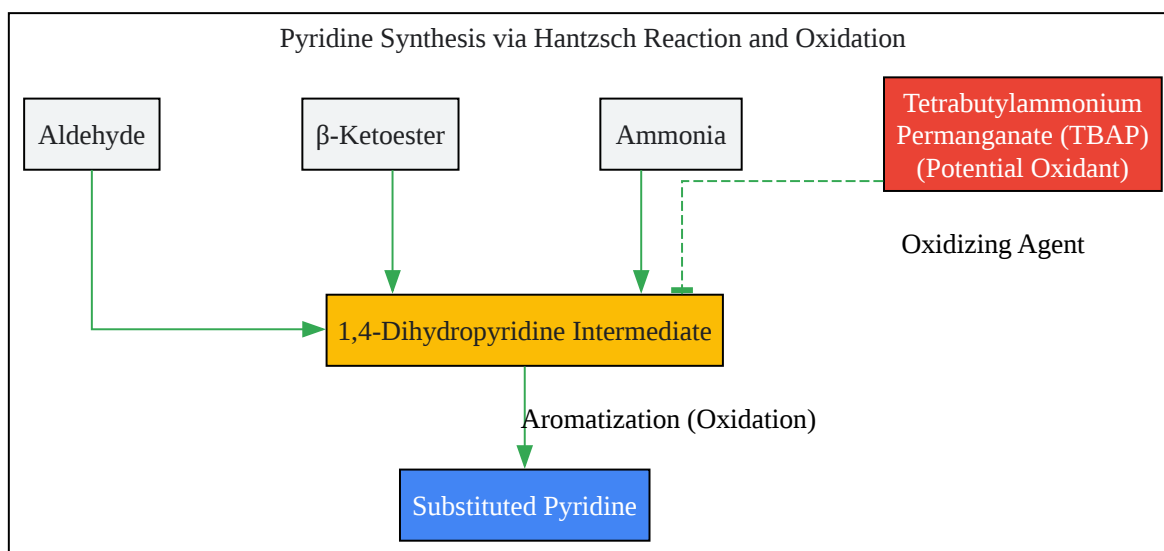 Pyridine Synthesis via Hantzsch Reaction and Oxidation
Aldehyde
β-Ketoester
Ammonia
Tetrabutylammonium
Permanganate (TBAP)
(Potential Oxidant)
Oxidizing Agent
1,4-Dihydropyridine Intermediate
Aromatization (Oxidation)
Substituted Pyridine